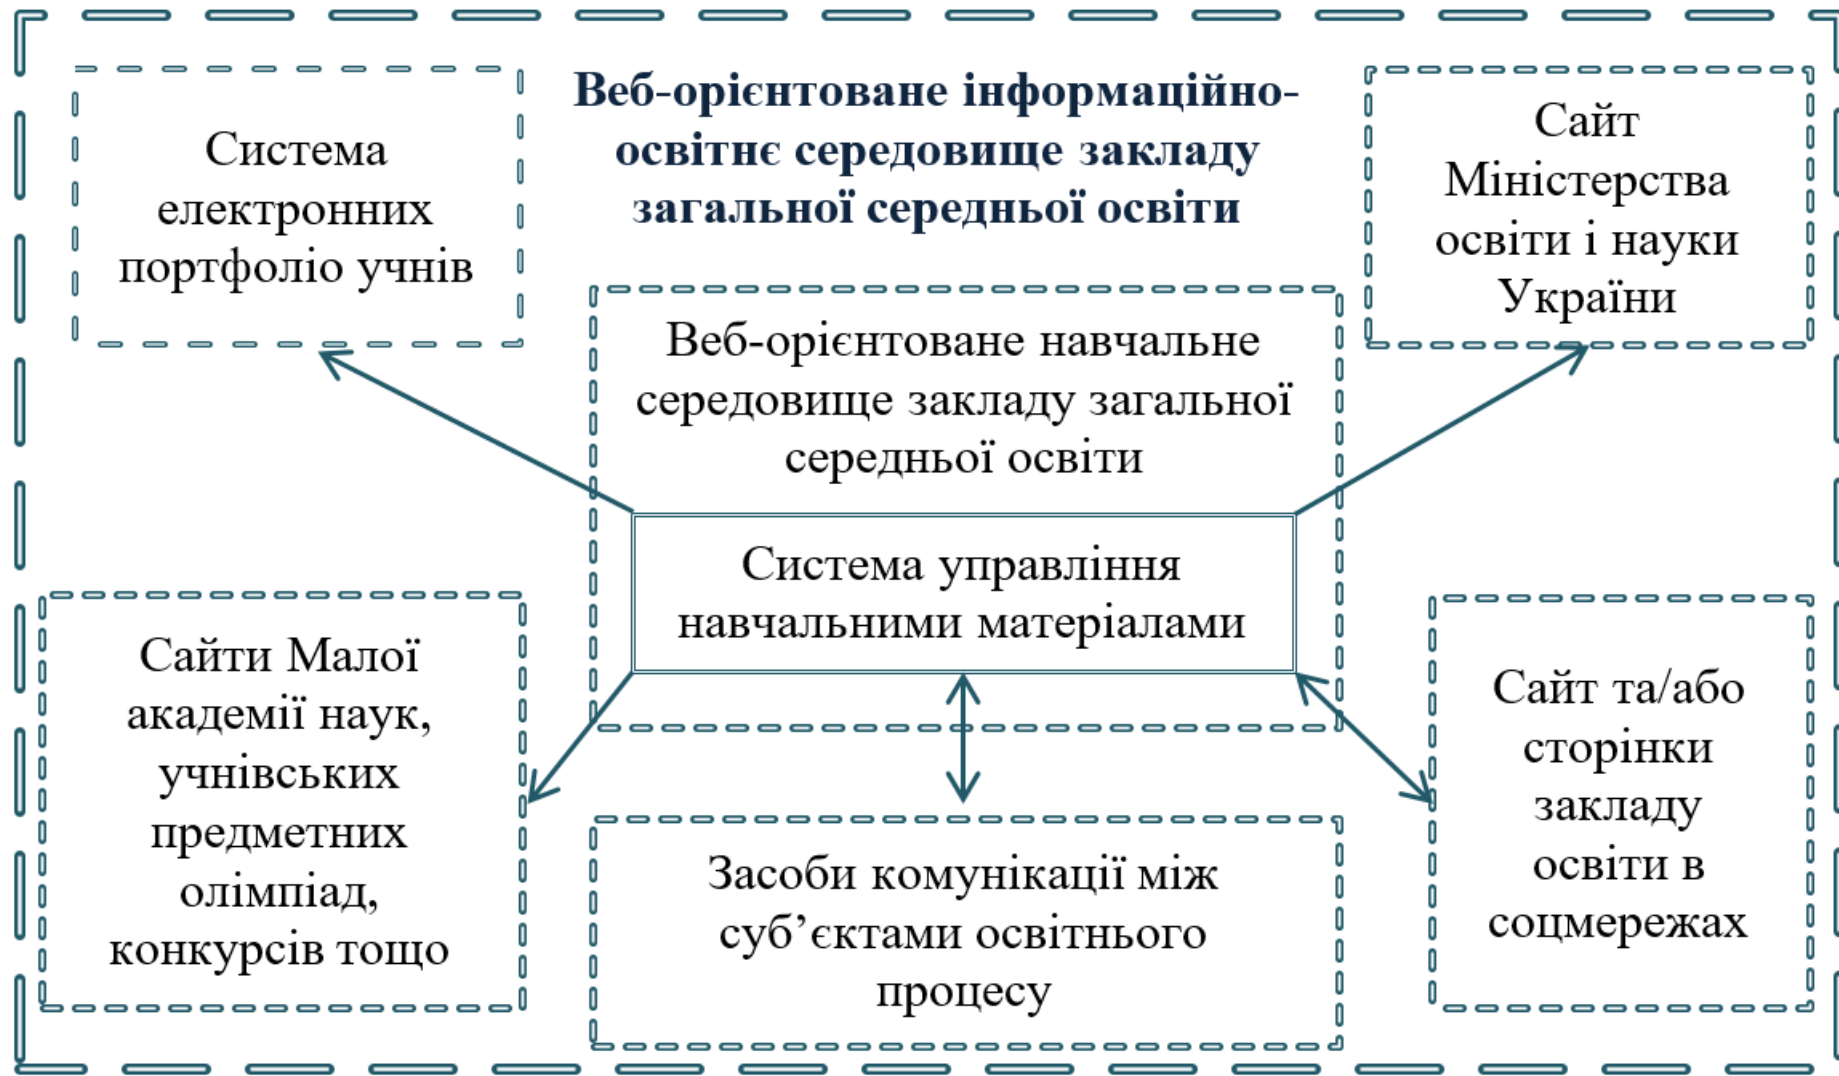 Веб-орієнтоване інформаційно-
освітнє середовище закладу
загальної середньої освіти
Система
електронних
портфоліо учнів
Сайт
Міністерства
освіти і науки
України
Веб-орієнтоване навчальне
середовище закладу загальної
середньої освіти
Система управління
навчальними матеріалами
Сайти Малої
академії наук,
учнівських
предметних
олімпіад,
конкурсів тощо
Засоби комунікації між
суб’єктами освітнього
процесу
Сайт та/або
сторінки
закладу
освіти в
соцмережах